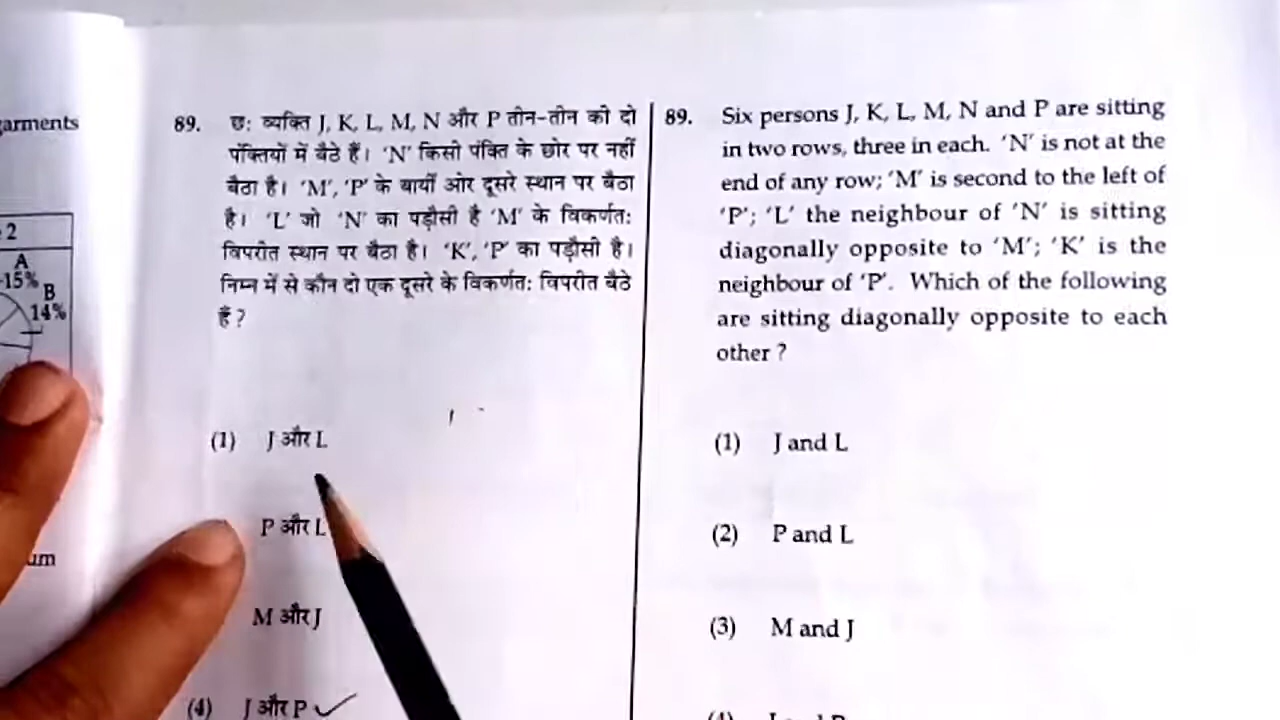 garments
2
A
15%
B
14%
um
89. छः व्यक्ति J, K, L, M, N और P तीन-तीन की दो
पंक्तियों में बैठे हैं। 'N' किसी पंक्ति के छोर पर नहीं
बैठा है। 'M', 'P' के बायीं ओर दूसरे स्थान पर बैठा
है। 'L' जो 'N' का पड़ौसी है 'M' के विकर्णतः
विपरीत स्थान पर बैठा है। 'K', 'P' का पड़ौसी है।
निम्न में से कौन दो एक दूसरे के विकर्णतः विपरीत बैठे
हैं ?
(1) J और L
P और L
M और J
(4) J और P
89. Six persons J, K, L, M, N and P are sitting
in two rows, three in each. 'N' is not at the
end of any row; 'M' is second to the left of
'P'; 'L' the neighbour of 'N' is sitting
diagonally opposite to 'M'; 'K' is the
neighbour of 'P'. Which of the following
are sitting diagonally opposite to each
other ?
(1) J and L
(2) P and L
(3) M and J
(4) J and P